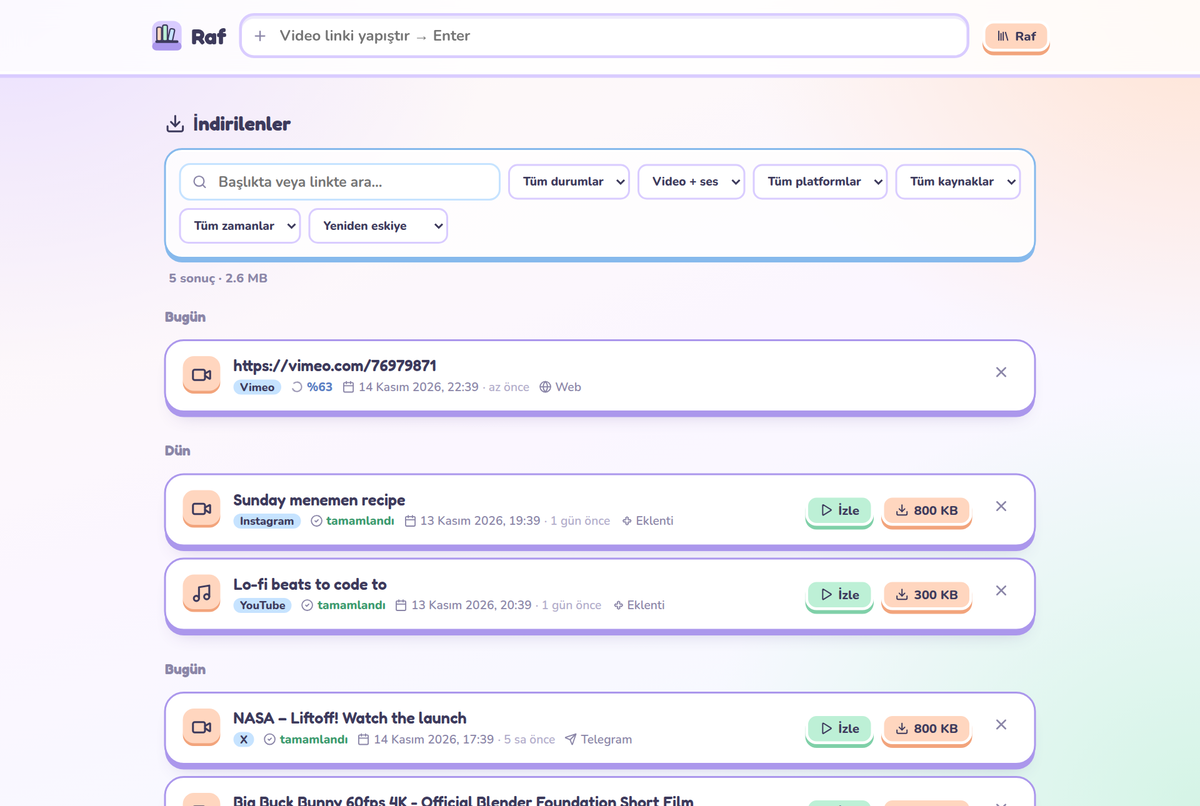 Raf
Video linki yapıştır → Enter
Raf
İndirilenler
Başlıkta veya linkte ara...
Tüm durumlar
Video + ses
Tüm platformlar
Tüm kaynaklar
Tüm zamanlar
Yeniden eskiye
5 sonuç · 2.6 MB
Bugün
https://vimeo.com/76979871
Vimeo %63 14 Kasım 2026, 22:39 · az önce Web
Dün
Sunday menemen recipe
Instagram tamamlandı 13 Kasım 2026, 19:39 · 1 gün önce Eklenti
İzle
800 KB
Lo-fi beats to code to
YouTube tamamlandı 13 Kasım 2026, 20:39 · 1 gün önce Eklenti
İzle
300 KB
Bugün
NASA – Liftoff! Watch the launch
X tamamlandı 14 Kasım 2026, 17:39 · 5 sa önce Telegram
İzle
800 KB
Big Buck Bunny 60fps 4K - Official Blender Foundation Short Film